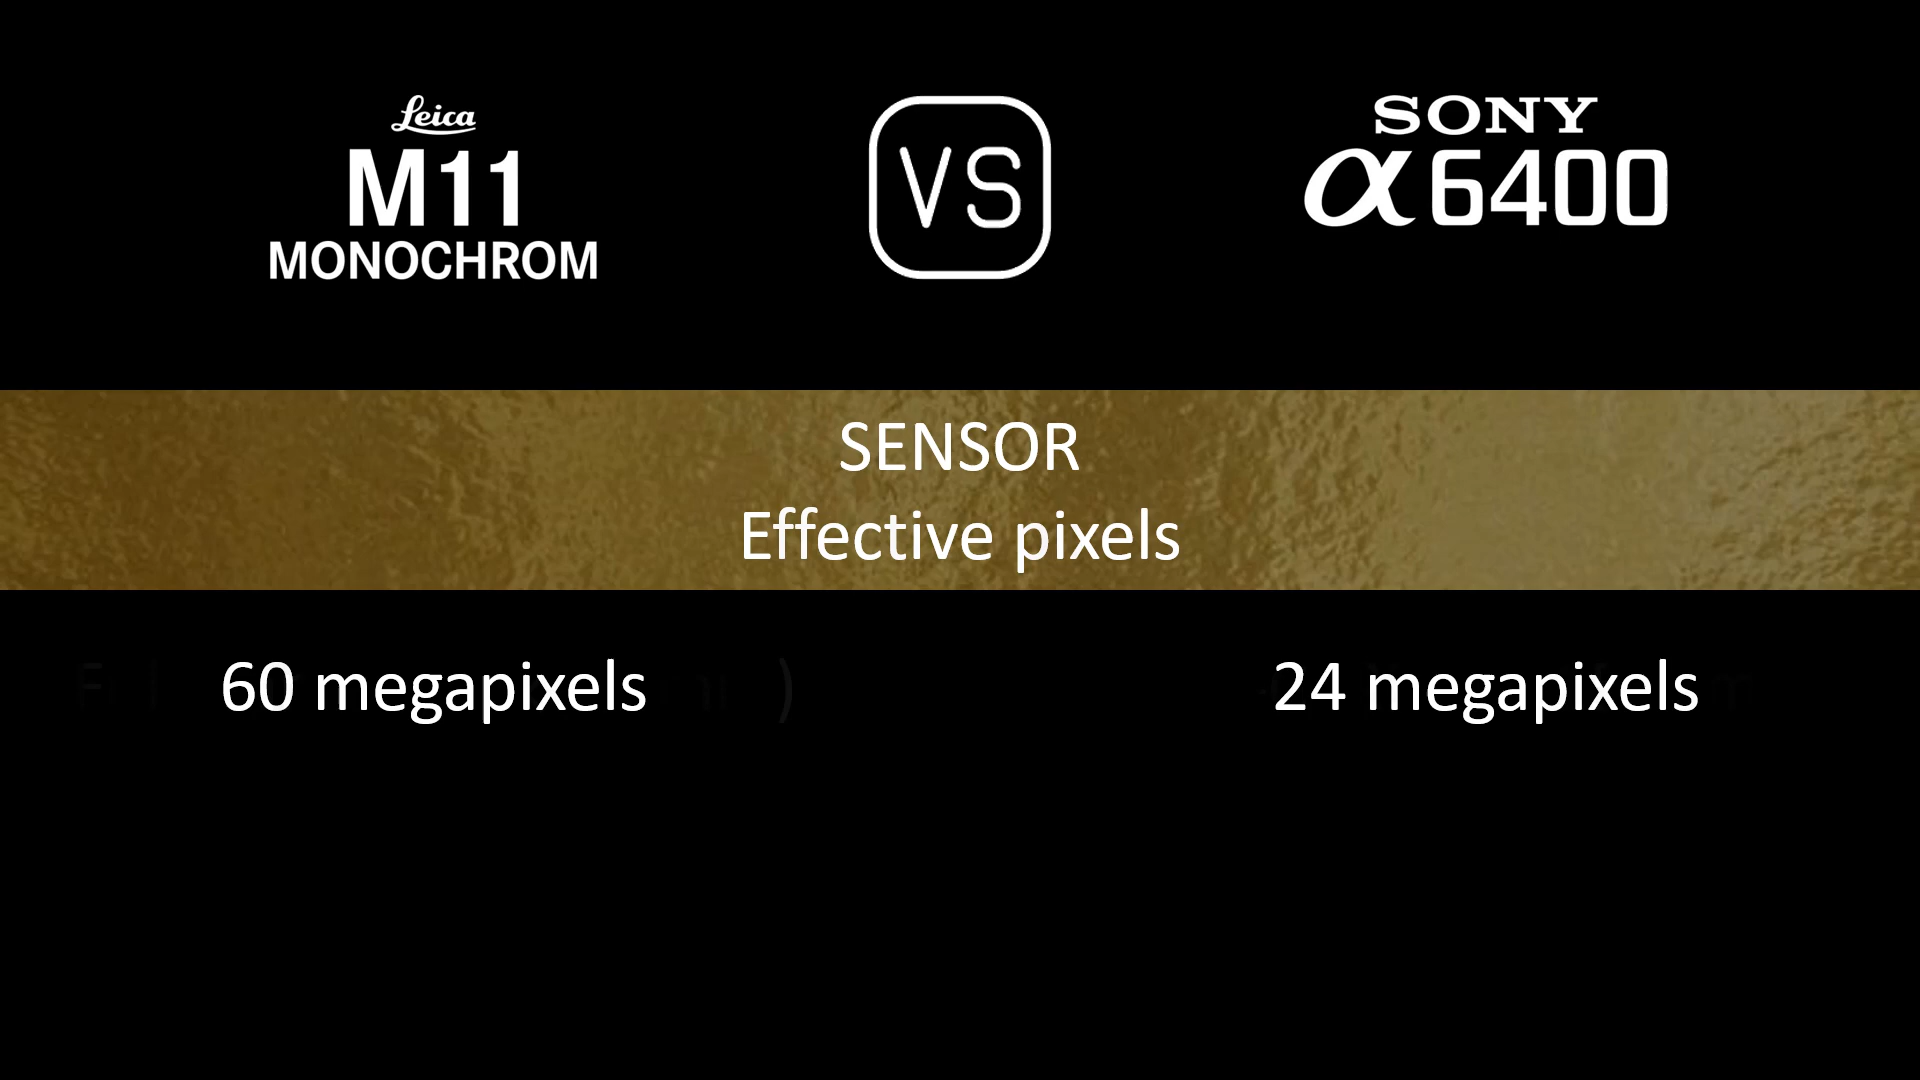 Leica
M11
MONOCHROM
VS
SONY
α6400
SENSOR
Effective pixels
60 megapixels
24 megapixels